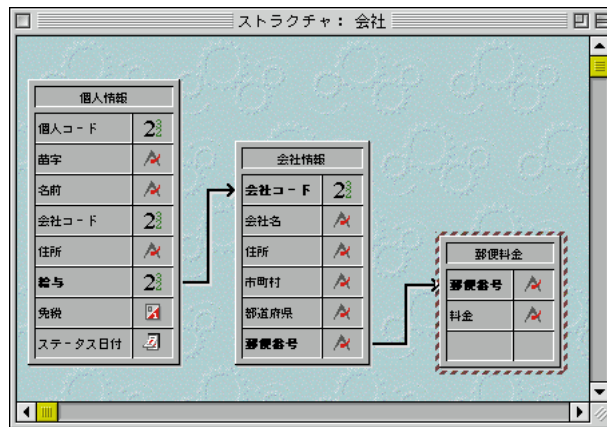 ストラクチャ： 会社
個人情報
個人コード
苗字
名前
会社コード
住所
給与
免税
ステータス日付
会社情報
会社コード
会社名
住所
市町村
都道府県
郵便番号
郵便料金
郵便番号
料金